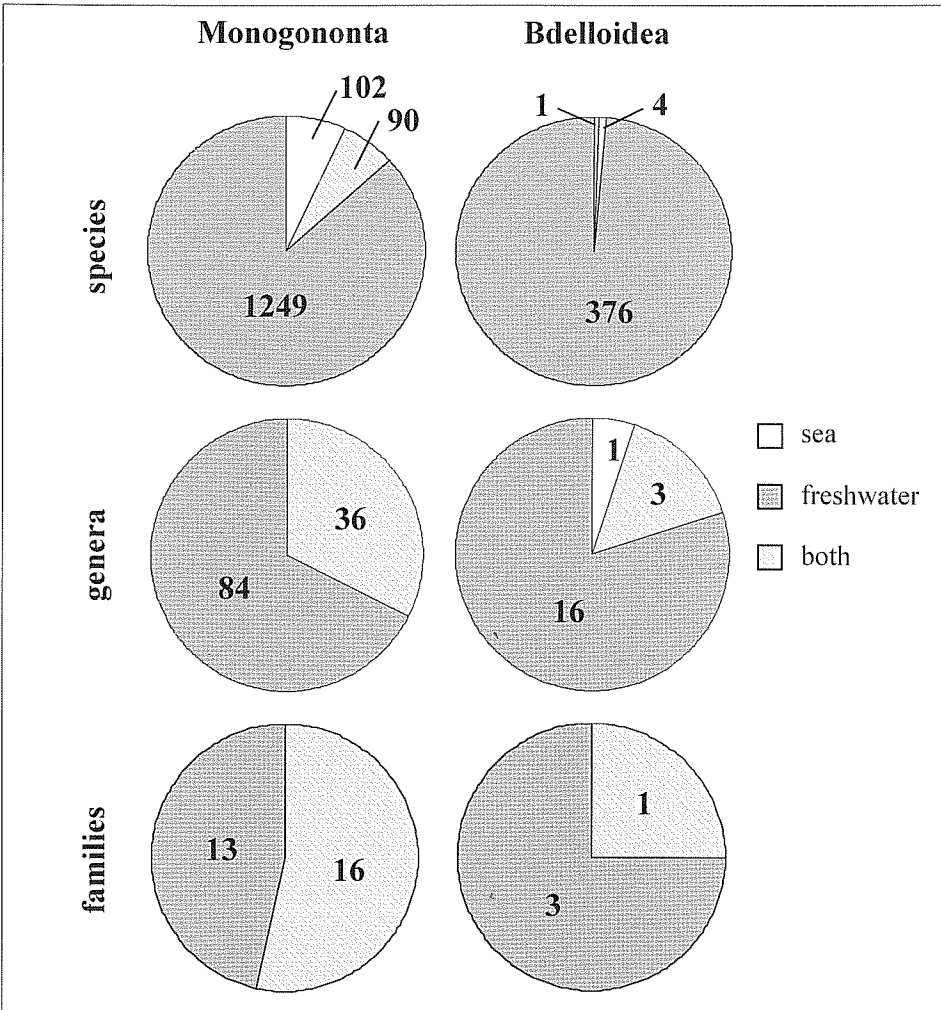 Monogononta
Bdelloidea
species
102
90
1249
1
4
376
genera
36
84
1
3
16
sea
freshwater
both
families
13
16
1
3